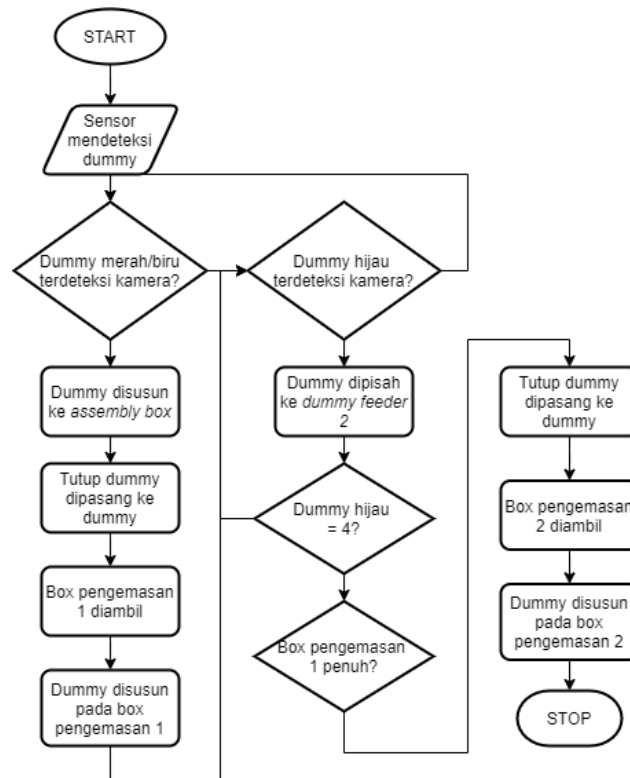 START
Sensor
mendeteksi
dummy
Dummy merah/biru
terdeteksi kamera?
Dummy hijau
terdeteksi kamera?
Dummy disusun
ke assembly box
Dummy dipisah
ke dummy feeder
2
Tutup dummy
dipasang ke
dummy
Tutup dummy
dipasang ke
dummy
Dummy hijau
= 4?
Box pengemasan
2 diambil
Box pengemasan
1 diambil
Box pengemasan
1 penuh?
Dummy disusun
pada box
pengemasan 2
Dummy disusun
pada box
pengemasan 1
STOP